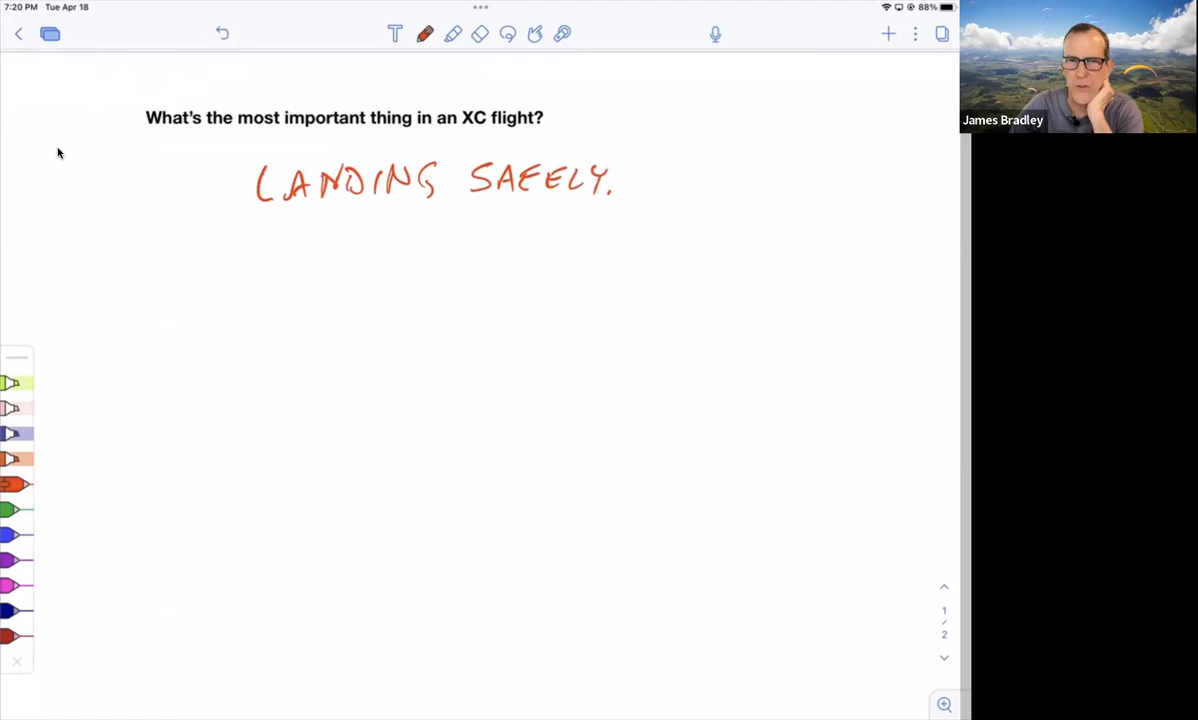 7:20 PM Tue Apr 18
88%
T
What's the most important thing in an XC flight?
LANDING SAFELY.
James Bradley
1
/
2